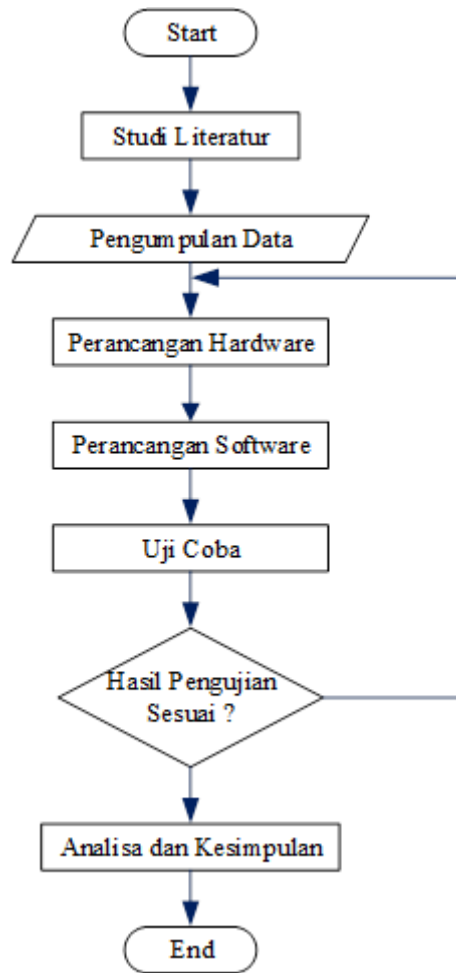 Start
Studi Literatur
Pengumpulan Data
Perancangan Hardware
Perancangan Software
Uji Coba
Hasil Pengujian
Sesuai ?
Analisa dan Kesimpulan
End